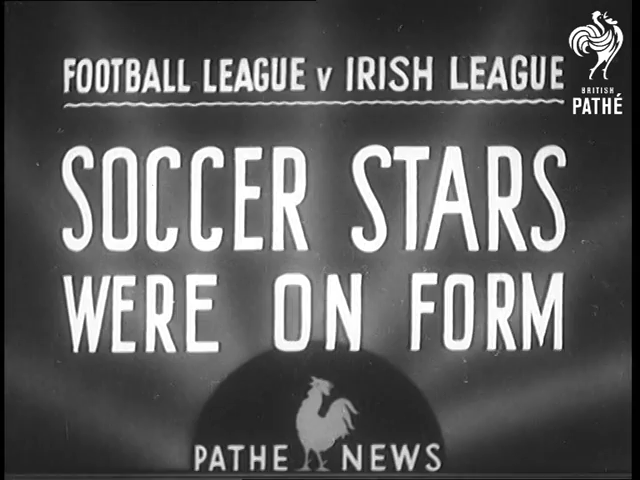 FOOTBALL LEAGUE v IRISH LEAGUE
BRITISH
PATHÉ
SOCCER STARS
WERE ON FORM
PATHE NEWS